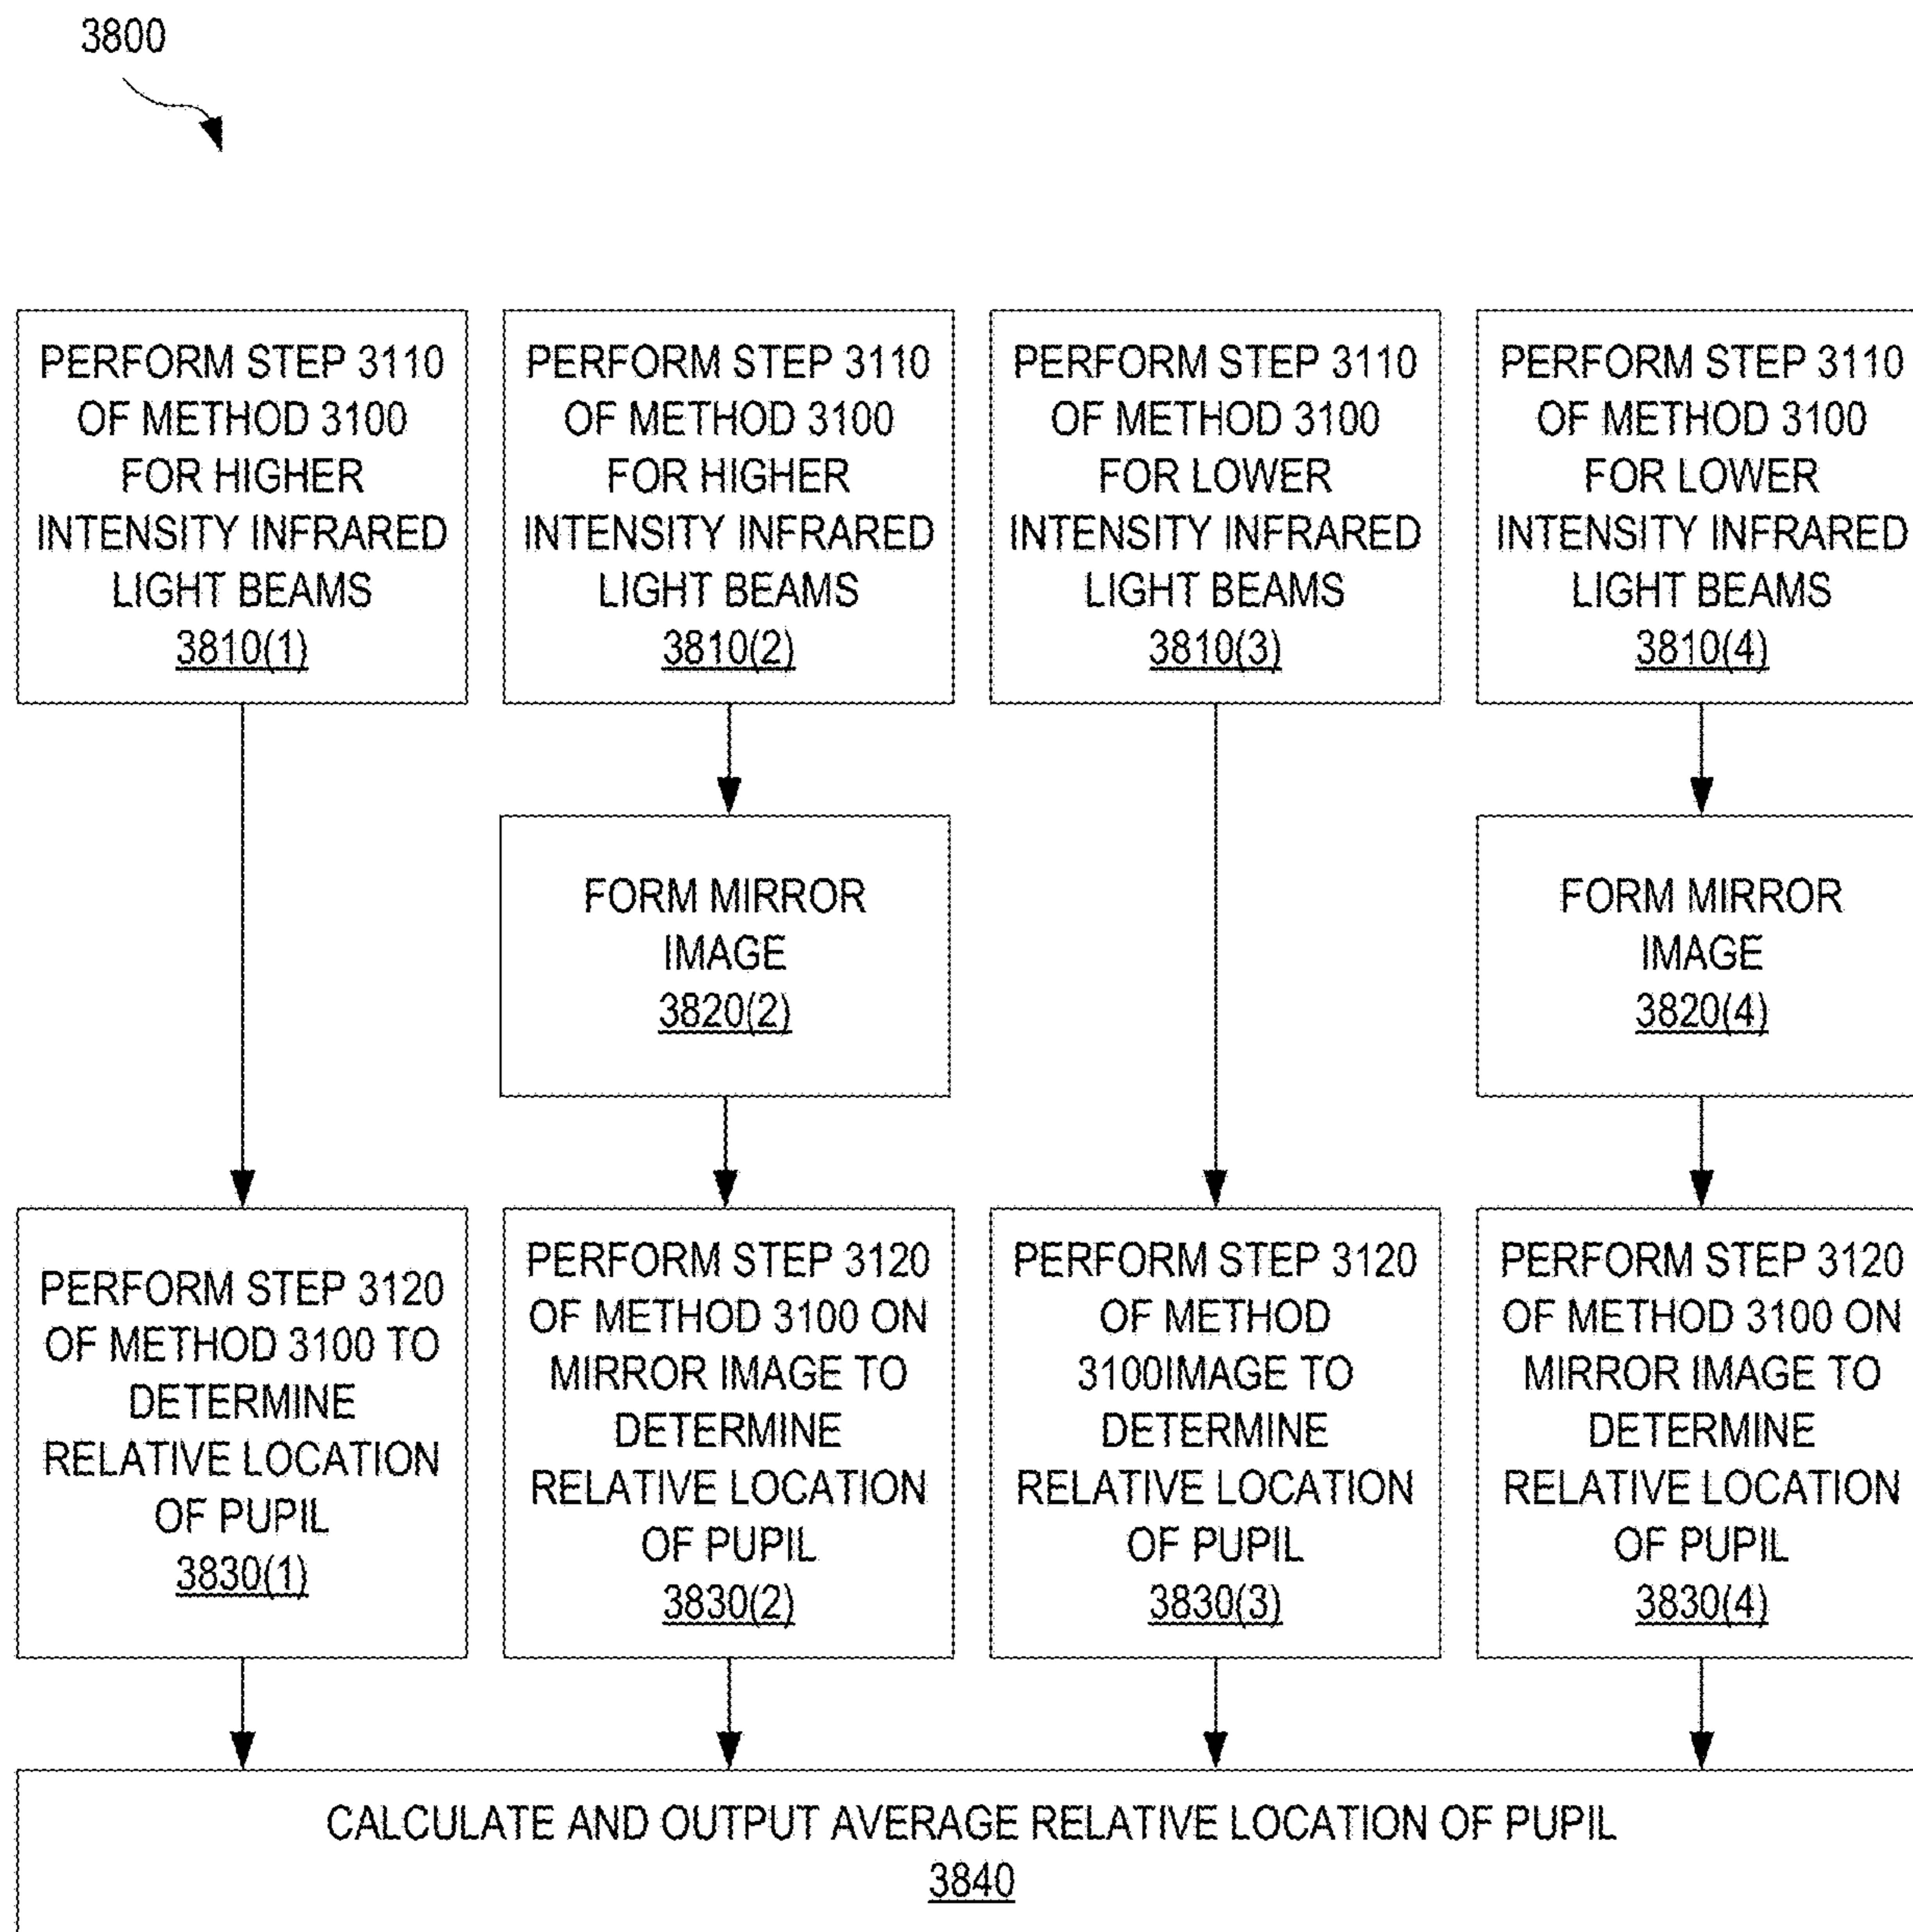 3800
PERFORM STEP 3110
OF METHOD 3100
FOR HIGHER
INTENSITY INFRARED
LIGHT BEAMS
3810(1)
PERFORM STEP 3110
OF METHOD 3100
FOR HIGHER
INTENSITY INFRARED
LIGHT BEAMS
3810(2)
PERFORM STEP 3110
OF METHOD 3100
FOR LOWER
INTENSITY INFRARED
LIGHT BEAMS
3810(3)
PERFORM STEP 3110
OF METHOD 3100
FOR LOWER
INTENSITY INFRARED
LIGHT BEAMS
3810(4)
FORM MIRROR
IMAGE
3820(2)
FORM MIRROR
IMAGE
3820(4)
PERFORM STEP 3120
OF METHOD 3100 TO
DETERMINE
RELATIVE LOCATION
OF PUPIL
3830(1)
PERFORM STEP 3120
OF METHOD 3100 ON
MIRROR IMAGE TO
DETERMINE
RELATIVE LOCATION
OF PUPIL
3830(2)
PERFORM STEP 3120
OF METHOD
3100IMAGE TO
DETERMINE
RELATIVE LOCATION
OF PUPIL
3830(3)
PERFORM STEP 3120
OF METHOD 3100 ON
MIRROR IMAGE TO
DETERMINE
RELATIVE LOCATION
OF PUPIL
3830(4)
CALCULATE AND OUTPUT AVERAGE RELATIVE LOCATION OF PUPIL
3840